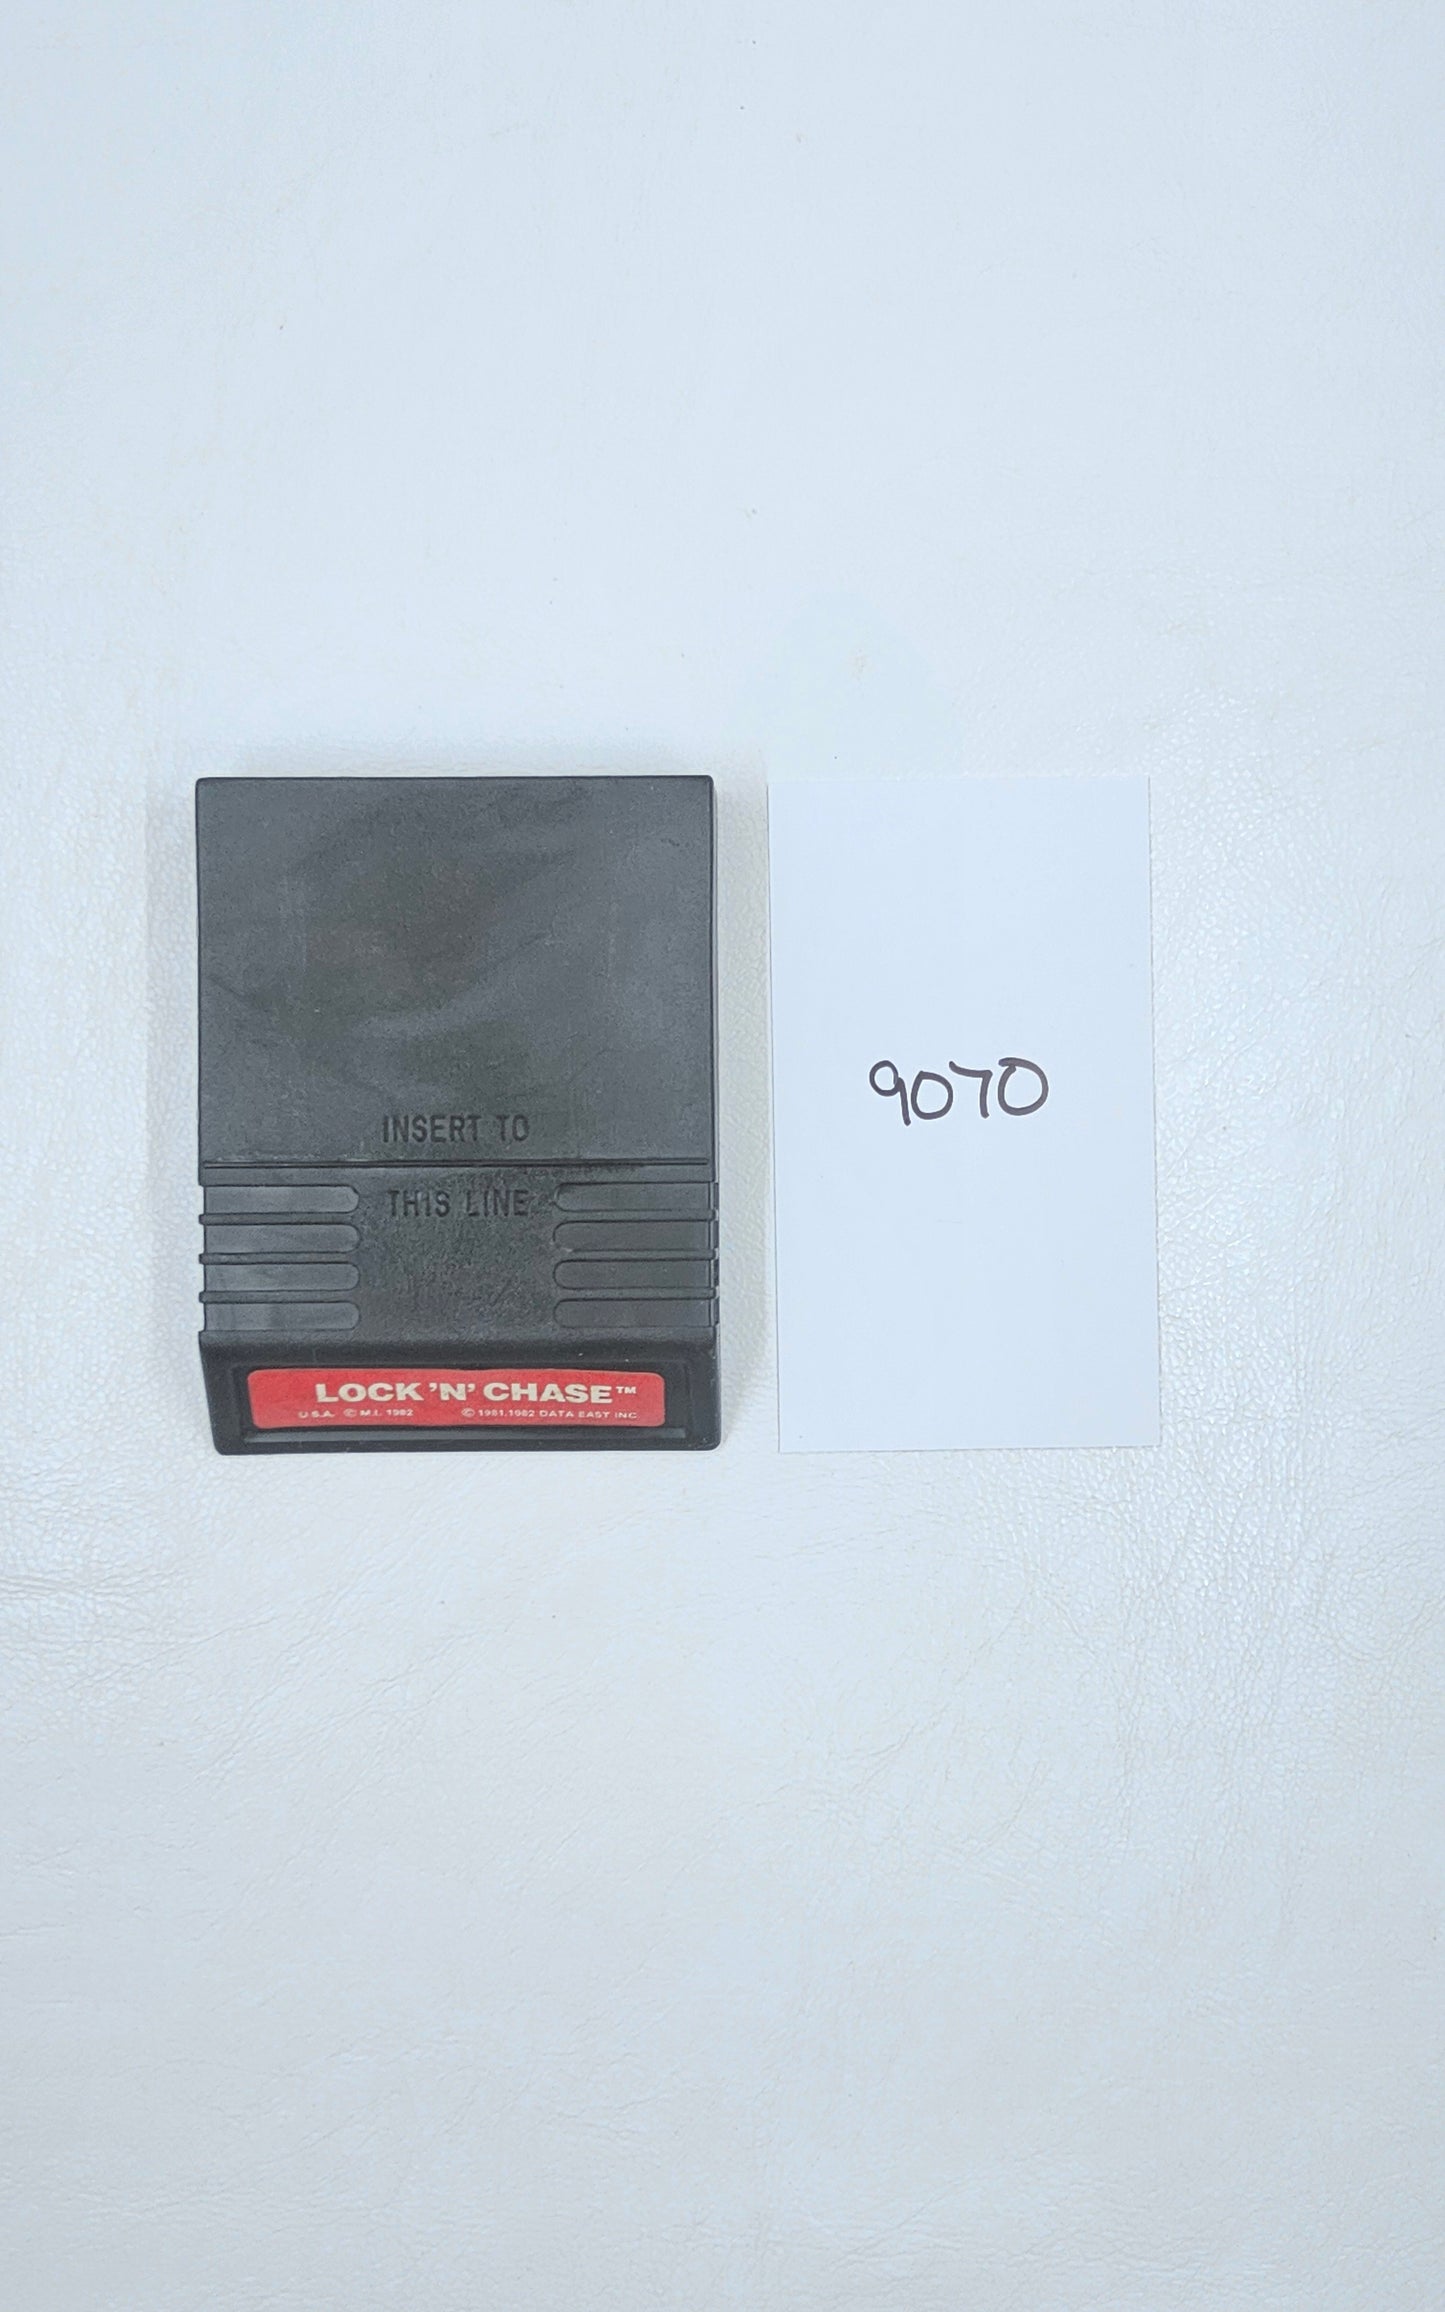 INSERT TO
THIS LINE
LOCK 'N' CHASE™
U.S.A. © M.I. 1982 © 1981, 1982 DATA EAST INC.
9070